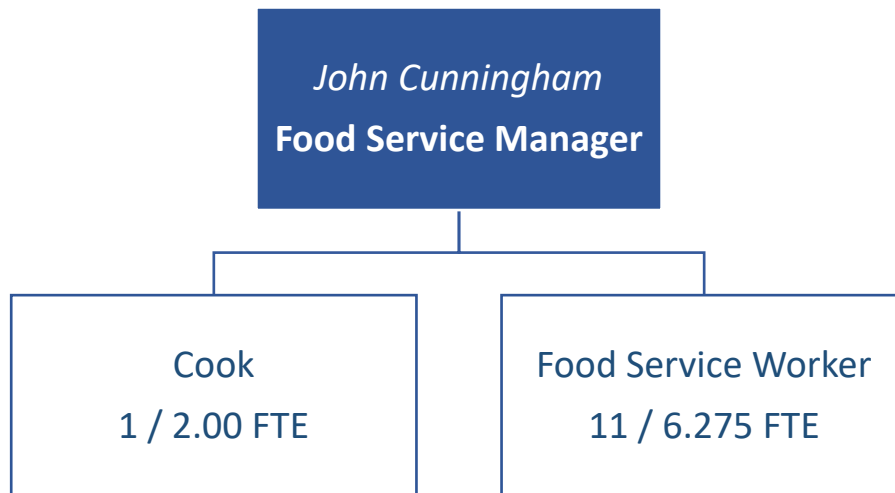 John Cunningham
Food Service Manager
Cook
1 / 2.00 FTE
Food Service Worker
11 / 6.275 FTE